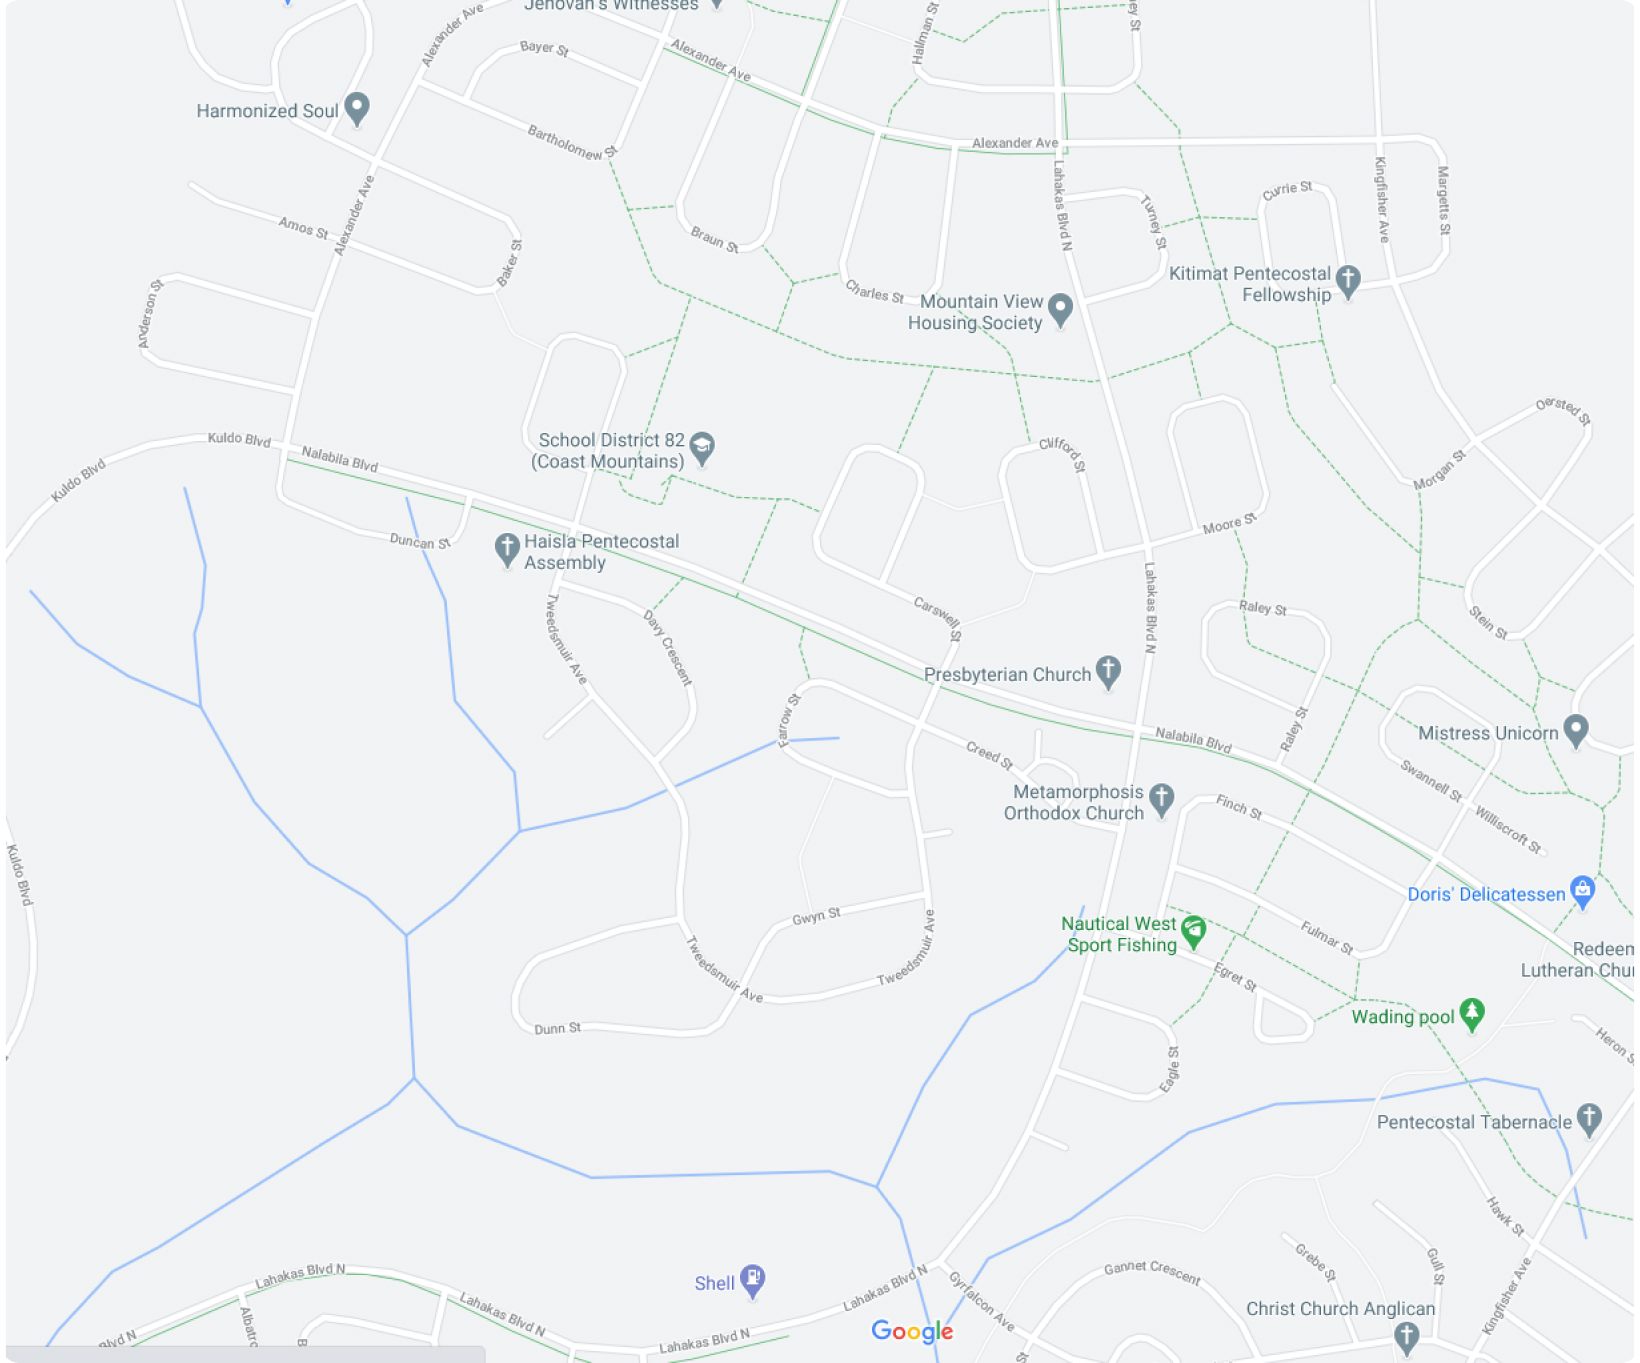 Jehovah's Witnesses
Hallman St
Alexander Ave
Bayer St
Alexander Ave
Harmonized Soul
Bartholomew St
Alexander Ave
Lahakas Blvd N
Kingfisher Ave
Margetts St
Currie St
Turney St
Alexander Ave
Amos St
Braun St
Baker St
Kitimat Pentecostal
Fellowship
Anderson St
Charles St
Mountain View
Housing Society
Oersted St
Kuldo Blvd
Nalabila Blvd
School District 82
(Coast Mountains)
Clifford St
Morgan St
Kuldo Blvd
Moore St
Duncan St
Haisla Pentecostal
Assembly
Lahakas Blvd N
Tweedsmuir Ave
Davy Crescent
Carswell St
Raley St
Stein St
Presbyterian Church
Farrow St
Raley St
Nalabila Blvd
Mistress Unicorn
Creed St
Swannell St
Metamorphosis
Orthodox Church
Finch St
Williscroft St
Kuldo Blvd
Doris' Delicatessen
Gwyn St
Nautical West
Sport Fishing
Fulmar St
Tweedsmuir Ave
Tweedsmuir Ave
Egret St
Lutheran
Wading pool
Dunn St
Heron
Eagle St
Pentecostal Tabernacle
Hawk St
Grebe St
Gull St
Gannet Crescent
Lahakas Blvd N
Shell
Lahakas Blvd N
Gyrfalcon Ave
Kingfisher Ave
Christ Church Anglican
Lahakas Blvd N
Google
Blvd N
Lahakas Blvd N
St